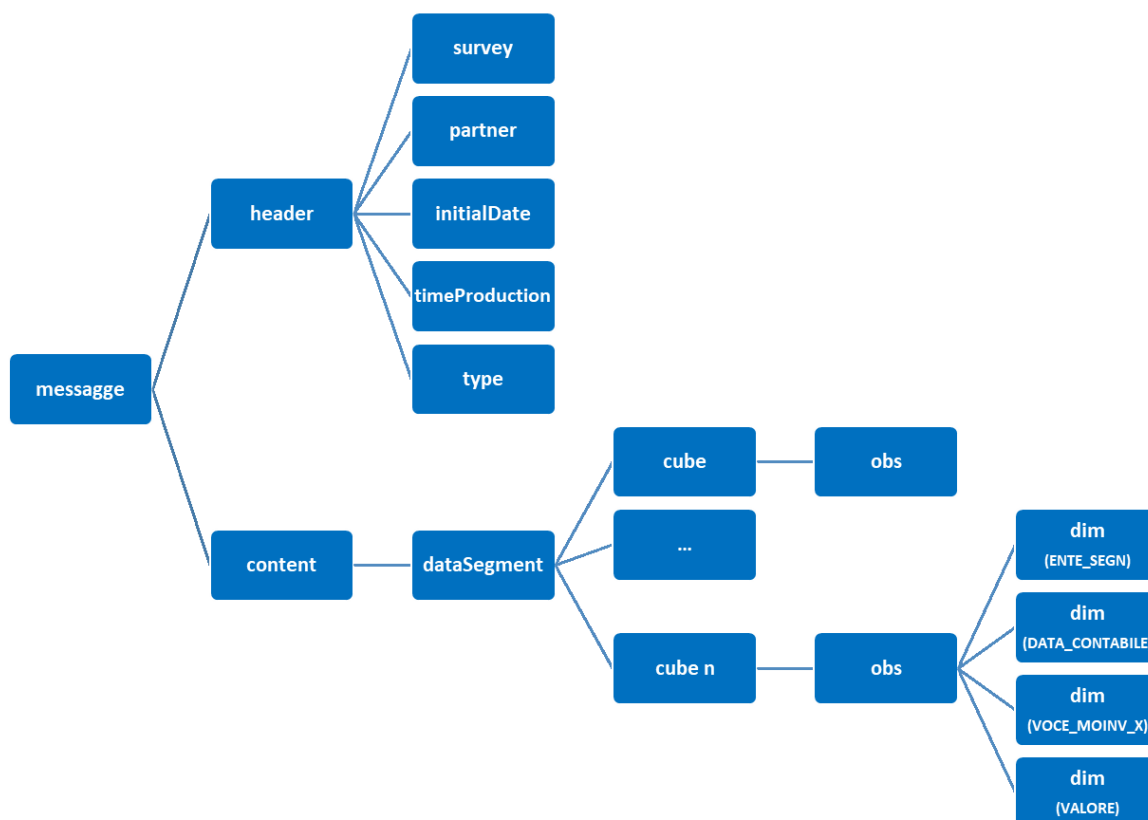 survey
partner
header
initialDate
timeProduction
type
messagge
cube
obs
content
dataSegment
...
cube n
obs
dim
(ENTE_SEGN)
dim
(DATA_CONTABILE
dim
(VOCE_MOINV_X)
dim
(VALORE)